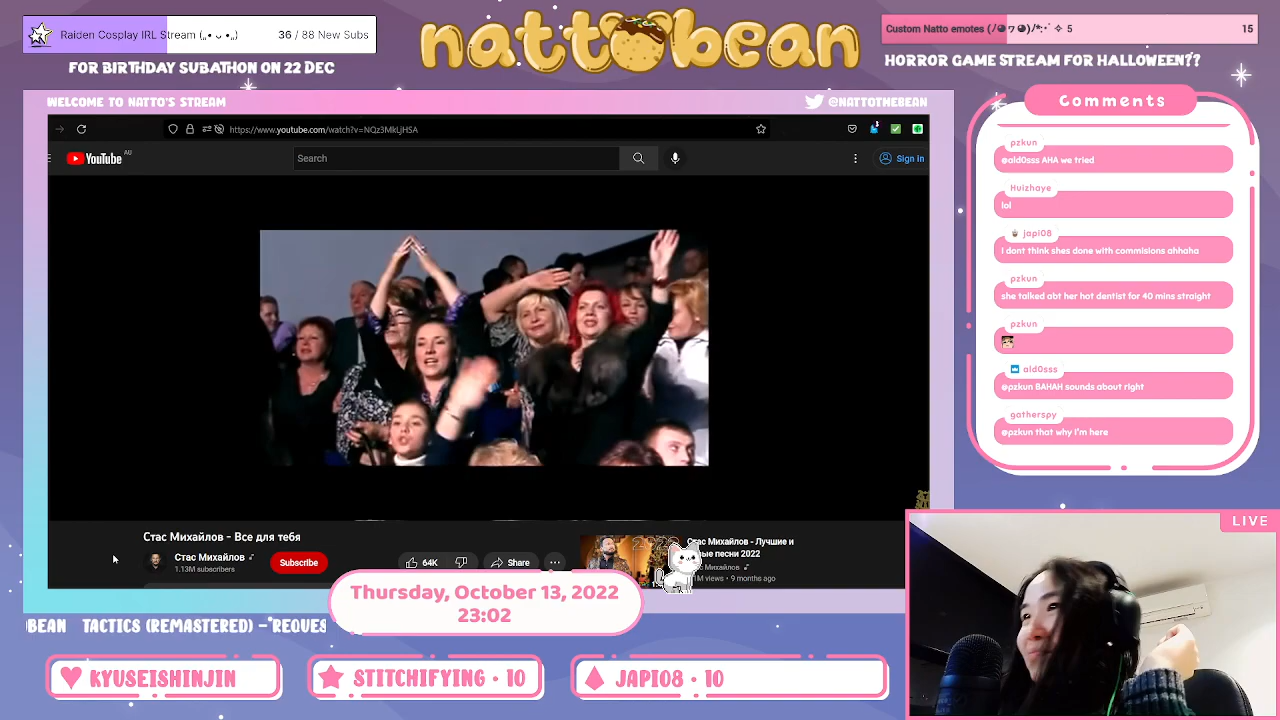 Raiden Cosplay IRL Stream (｡• ᴗ •｡) 36 / 88 New Subs
FOR BIRTHDAY SUBATHON ON 22 DEC
natto bean
Custom Natto emotes 5 15
HORROR GAME STREAM FOR HALLOWEEN??
WELCOME TO NATTO'S STREAM
@NATTOTHEBEAN
https://www.youtube.com/watch?v=NQz3MkLjHSA
YouTube AU
Search
Sign in
Стас Михайлов - Все для тебя
Стас Михайлов
1.13M subscribers
Subscribe
64K
Share
...
Стас Михайлов - Лучшие и
песни 2022
Михайлов
views • 9 months ago
Thursday, October 13, 2022
23:02
BEAN TACTICS (REMASTERED) - REQUES
KYUSEISHINJIN
STITCHIFYING • 10
JAPI08 • 10
Comments
pzkun
@ald0sss AHA we tried
Huizhaye
lol
japi08
I dont think shes done with commisions ahhaha
pzkun
she talked abt her hot dentist for 40 mins straight
pzkun
ald0sss
@pzkun BAHAH sounds about right
gatherspy
@pzkun that why I'm here
LIVE